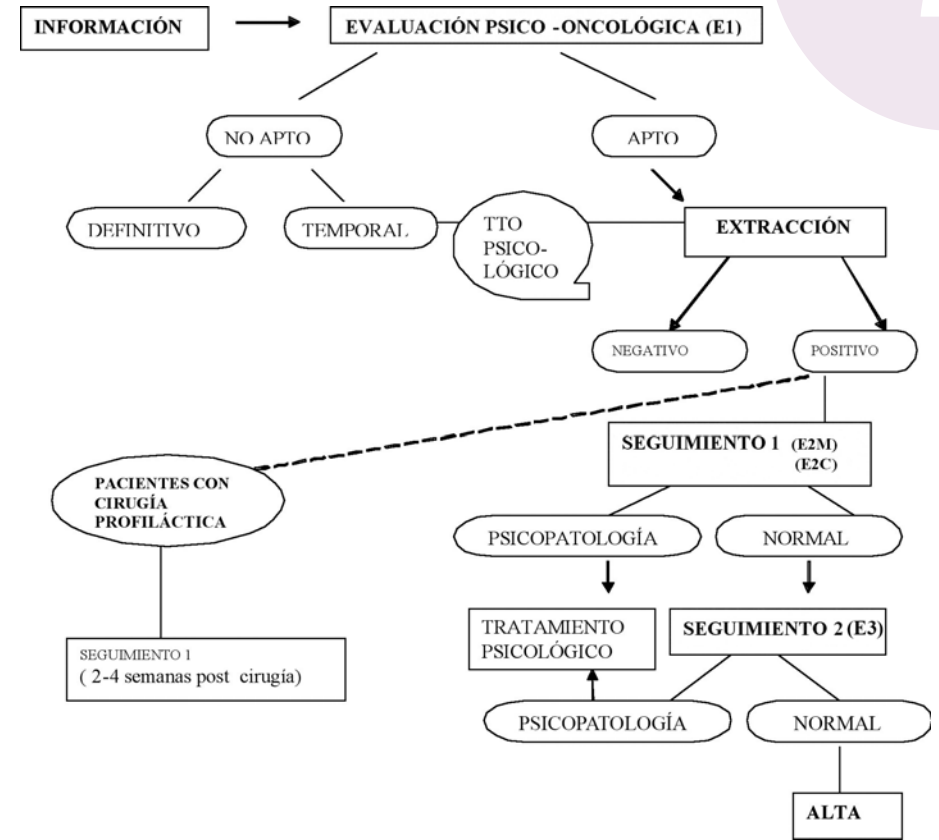 INFORMACIÓN
EVALUACIÓN PSICO - ONCOLÓGICA (E1)
NO APTO
APTO
DEFINITIVO
TEMPORAL
TTO
PSICO-
LÓGICO
EXTRACCIÓN
NEGATIVO
POSITIVO
SEGUIMIENTO 1 (E2M)
(E2C)
PACIENTES CON
CIRUGÍA
PROFILÁCTICA
PSICOPATOLOGÍA
NORMAL
TRATAMIENTO
PSICOLÓGICO
SEGUIMIENTO 2 (E3)
SEGUIMIENTO 1
( 2-4 semanas post cirugía)
PSICOPATOLOGÍA
NORMAL
ALTA